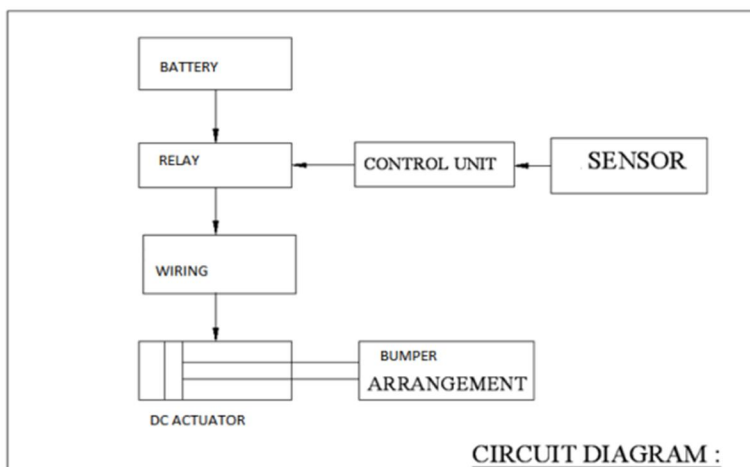 BATTERY
RELAY
CONTROL UNIT
SENSOR
WIRING
BUMPER
ARRANGEMENT
DC ACTUATOR
CIRCUIT DIAGRAM :